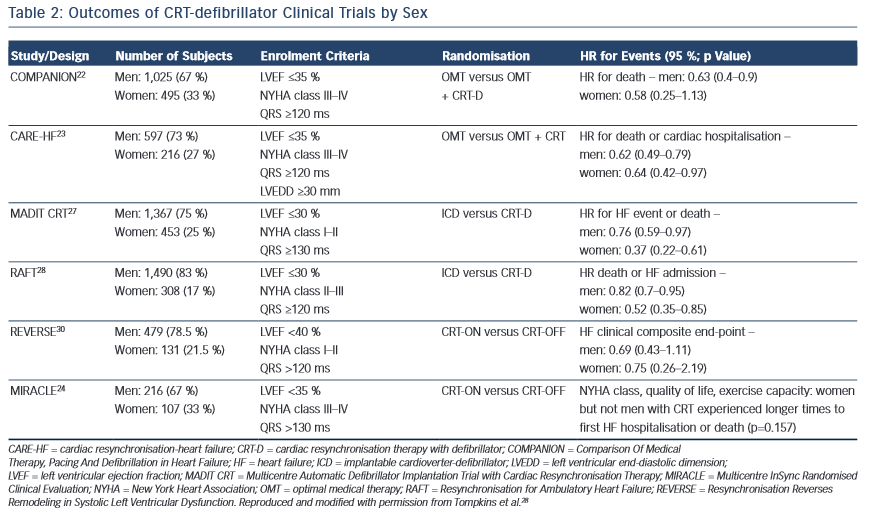 Table 2: Outcomes of CRT-defibrillator Clinical Trials by Sex
Study/Design Number of Subjects Enrolment Criteria Randomisation HR for Events (95 %; p Value)
COMPANION22 Men: 1,025 (67 %) LVEF ≤35 % OMT versus OMT HR for death – men: 0.63 (0.4–0.9)
Women: 495 (33 %) NYHA class III–IV + CRT-D women: 0.58 (0.25–1.13)
QRS ≥120 ms
CARE-HF23 Men: 597 (73 %) LVEF ≤35 % OMT versus OMT + CRT HR for death or cardiac hospitalisation –
Women: 216 (27 %) NYHA class III–IV men: 0.62 (0.49–0.79)
QRS ≥120 ms women: 0.64 (0.42–0.97)
LVEDD ≥30 mm
MADIT CRT27 Men: 1,367 (75 %) LVEF ≤30 % ICD versus CRT-D HR for HF event or death –
Women: 453 (25 %) NYHA class I–II men: 0.76 (0.59–0.97)
QRS ≥130 ms women: 0.37 (0.22–0.61)
RAFT28 Men: 1,490 (83 %) LVEF ≤30 % ICD versus CRT-D HR death or HF admission –
Women: 308 (17 %) NYHA class II–III men: 0.82 (0.7–0.95)
QRS ≥120 ms women: 0.52 (0.35–0.85)
REVERSE30 Men: 479 (78.5 %) LVEF <40 % CRT-ON versus CRT-OFF HF clinical composite end-point –
Women: 131 (21.5 %) NYHA class I–II men: 0.69 (0.43–1.11)
QRS >120 ms women: 0.75 (0.26–2.19)
MIRACLE24 Men: 216 (67 %) LVEF <35 % CRT-ON versus CRT-OFF NYHA class, quality of life, exercise capacity: women
Women: 107 (33 %) NYHA class III–IV but not men with CRT experienced longer times to
QRS >130 ms first HF hospitalisation or death (p=0.157)
CARE-HF = cardiac resynchronisation-heart failure; CRT-D = cardiac resynchronisation therapy with defibrillator; COMPANION = Comparison Of Medical
Therapy, Pacing And Defibrillation in Heart Failure; HF = heart failure; ICD = implantable cardioverter-defibrillator; LVEDD = left ventricular end-diastolic dimension;
LVEF = left ventricular ejection fraction; MADIT CRT = Multicentre Automatic Defibrillator Implantation Trial with Cardiac Resynchronisation Therapy; MIRACLE = Multicentre InSync Randomised
Clinical Evaluation; NYHA = New York Heart Association; OMT = optimal medical therapy; RAFT = Resynchronisation for Ambulatory Heart Failure; REVERSE = Resynchronisation Reverses
Remodeling in Systolic Left Ventricular Dysfunction. Reproduced and modified with permission from Tompkins et al.28